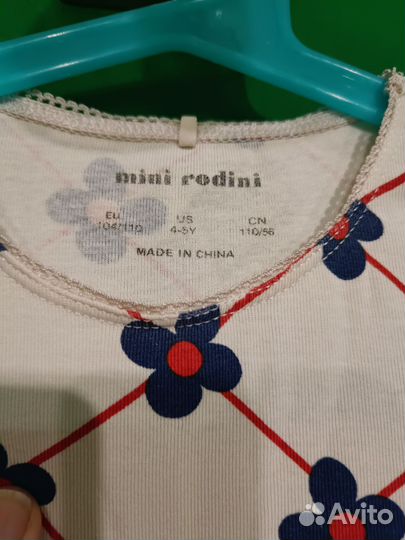 mini rodini
EU US CN
104/110 4-5Y 110/56
MADE IN CHINA
Avito